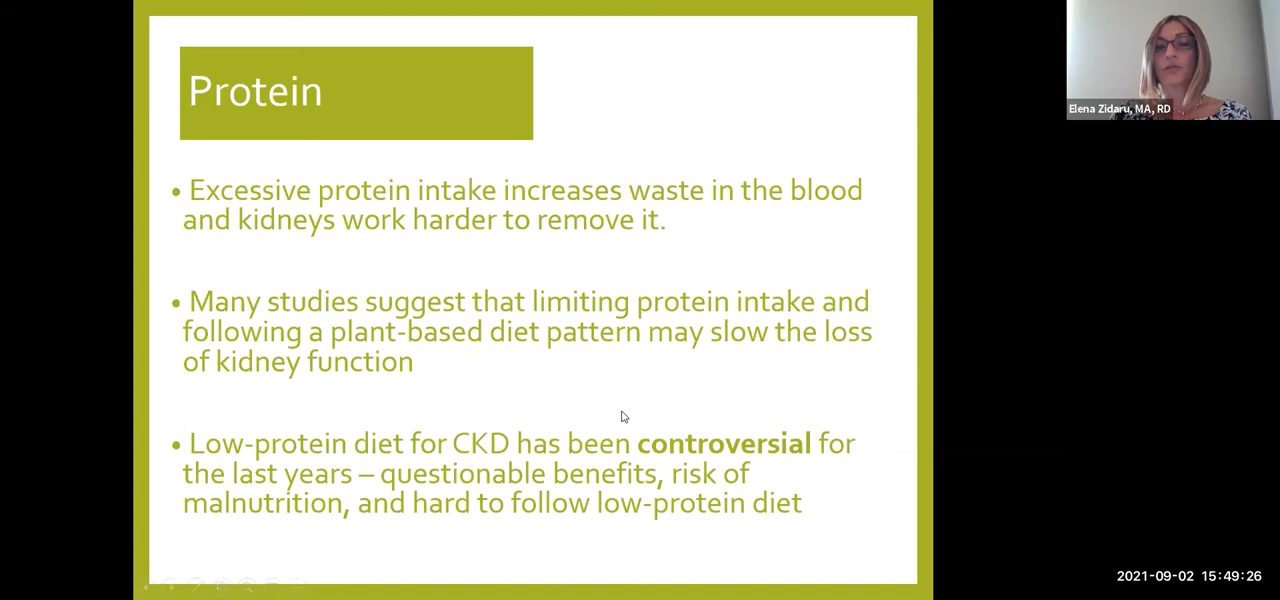 Protein
• Excessive protein intake increases waste in the blood
and kidneys work harder to remove it.
• Many studies suggest that limiting protein intake and
following a plant-based diet pattern may slow the loss
of kidney function
• Low-protein diet for CKD has been controversial for
the last years – questionable benefits, risk of
malnutrition, and hard to follow low-protein diet
Elena Zidaru, MA, RD
2021-09-02 15:49:26